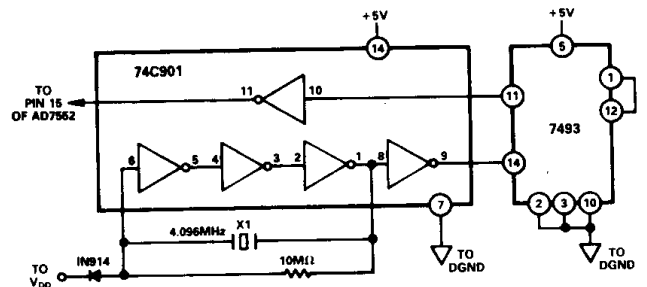 +5V
+5V
14
5
74C901
1
TO
PIN 15
OF AD7552
11
10
11
12
7493
6
5
4
3
2
1
8
9
14
7
2
3
10
4.096MHz
X1
TO
DGND
TO
DGND
TO
VDD
IN914
10MΩ